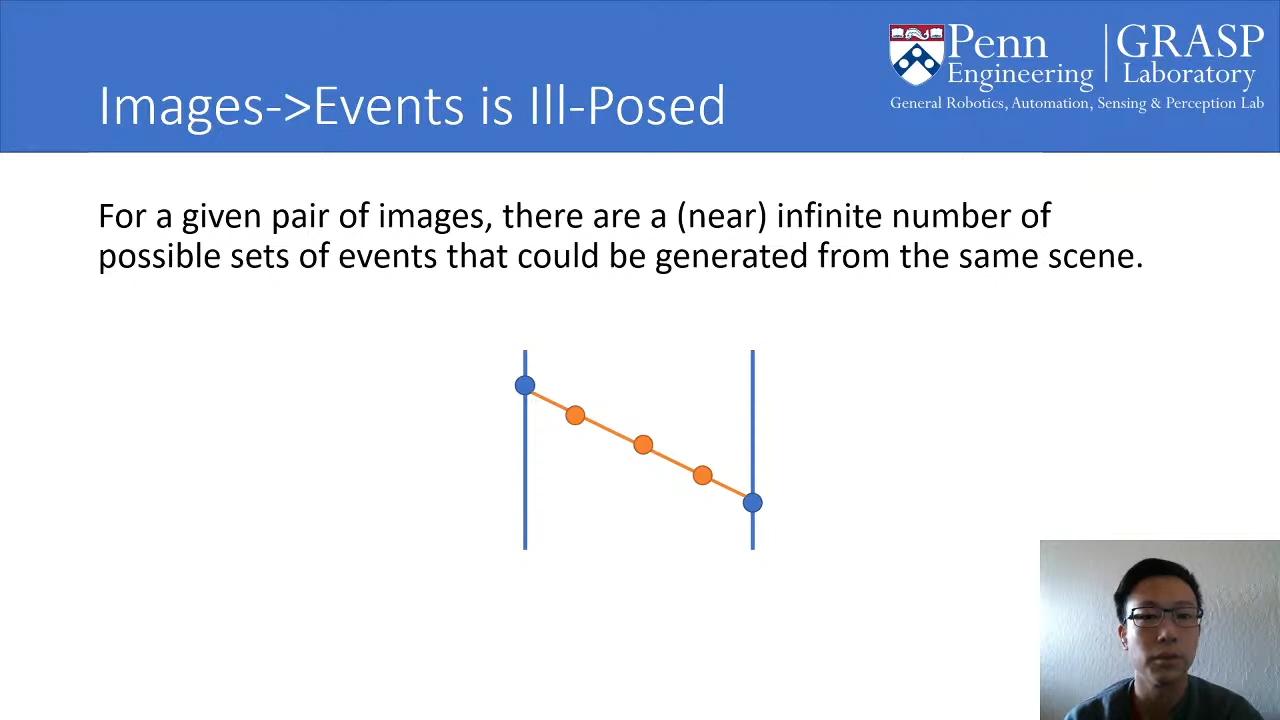 Penn
Engineering
GRASP
Laboratory
General Robotics, Automation, Sensing & Perception Lab
Images->Events is Ill-Posed
For a given pair of images, there are a (near) infinite number of
possible sets of events that could be generated from the same scene.